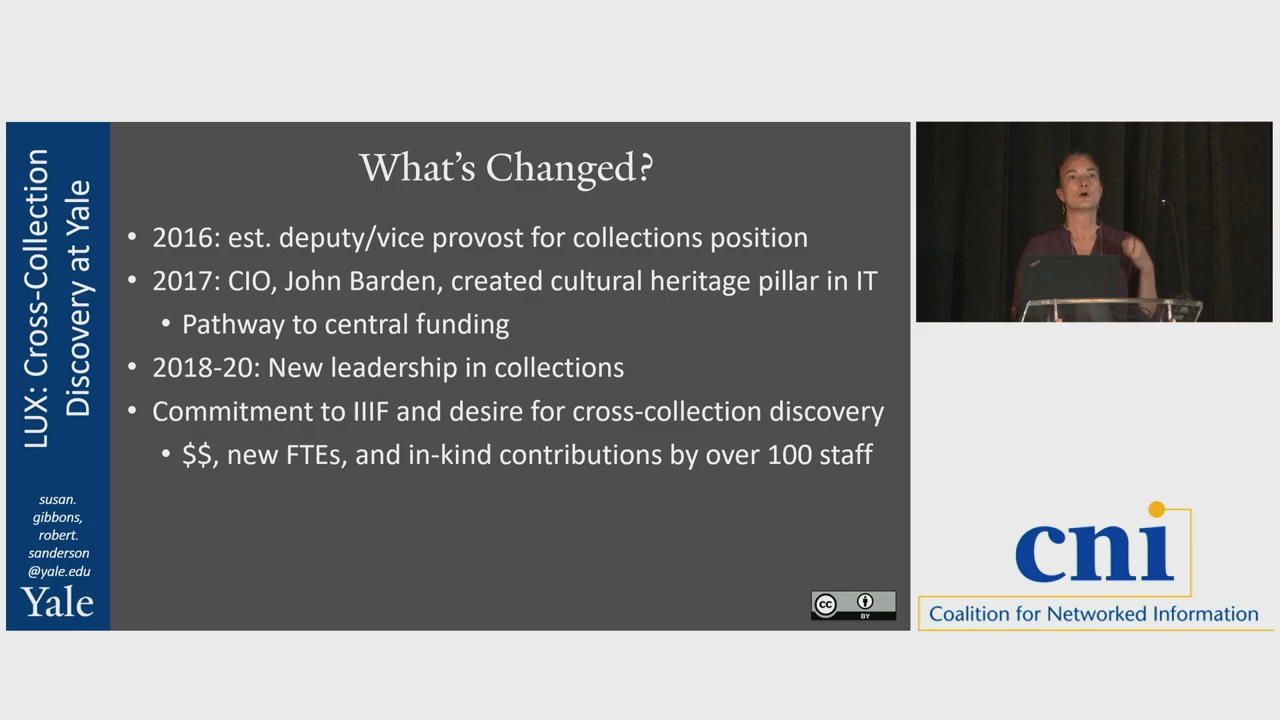 LUX: Cross-Collection
Discovery at Yale
susan.
gibbons,
robert.
sanderson
@yale.edu
Yale
What's Changed?
• 2016: est. deputy/vice provost for collections position
• 2017: CIO, John Barden, created cultural heritage pillar in IT
• Pathway to central funding
• 2018-20: New leadership in collections
• Commitment to IIIF and desire for cross-collection discovery
• $$, new FTEs, and in-kind contributions by over 100 staff
cc
BY
cni
Coalition for Networked Information